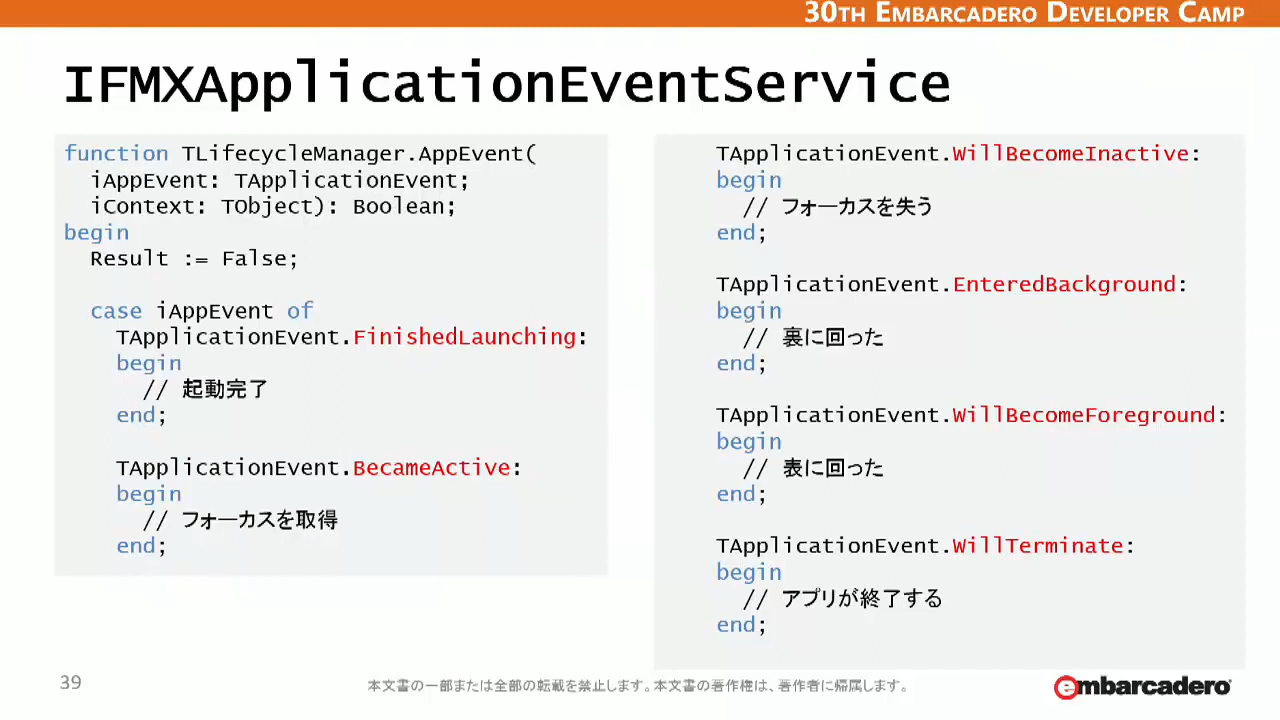 30TH EMBARCADERO DEVELOPER CAMP
IFMXApplicationEventService
function TLifecycleManager.AppEvent(
iAppEvent: TApplicationEvent;
iContext: TObject): Boolean;
begin
Result := False;
case iAppEvent of
TApplicationEvent.FinishedLaunching:
begin
// 起動完了
end;
TApplicationEvent.BecameActive:
begin
// フォーカスを取得
end;
TApplicationEvent.WillBecomeInactive:
begin
// フォーカスを失う
end;
TApplicationEvent.EnteredBackground:
begin
// 裏に回った
end;
TApplicationEvent.WillBecomeForeground:
begin
// 表に回った
end;
TApplicationEvent.WillTerminate:
begin
// アプリが終了する
end;
39
本文書の一部または全部の転載を禁止します。本文書の著作権は、著作者に帰属します。
embarcadero